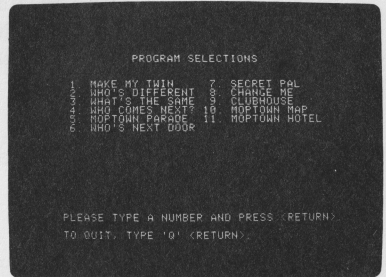 PROGRAM SELECTIONS
1. MAKE MY TWIN 7. SECRET PAL
2. WHO'S DIFFERENT 8. CHANGE ME
3. WHAT'S THE SAME 9. CLUBHOUSE
4. WHO COMES NEXT? 10. MOPTOWN MAP
5. MOPTOWN PARADE 11. MOPTOWN HOTEL
6. WHO'S NEXT DOOR
PLEASE TYPE A NUMBER AND PRESS <RETURN>.
TO QUIT, TYPE 'Q' <RETURN>.